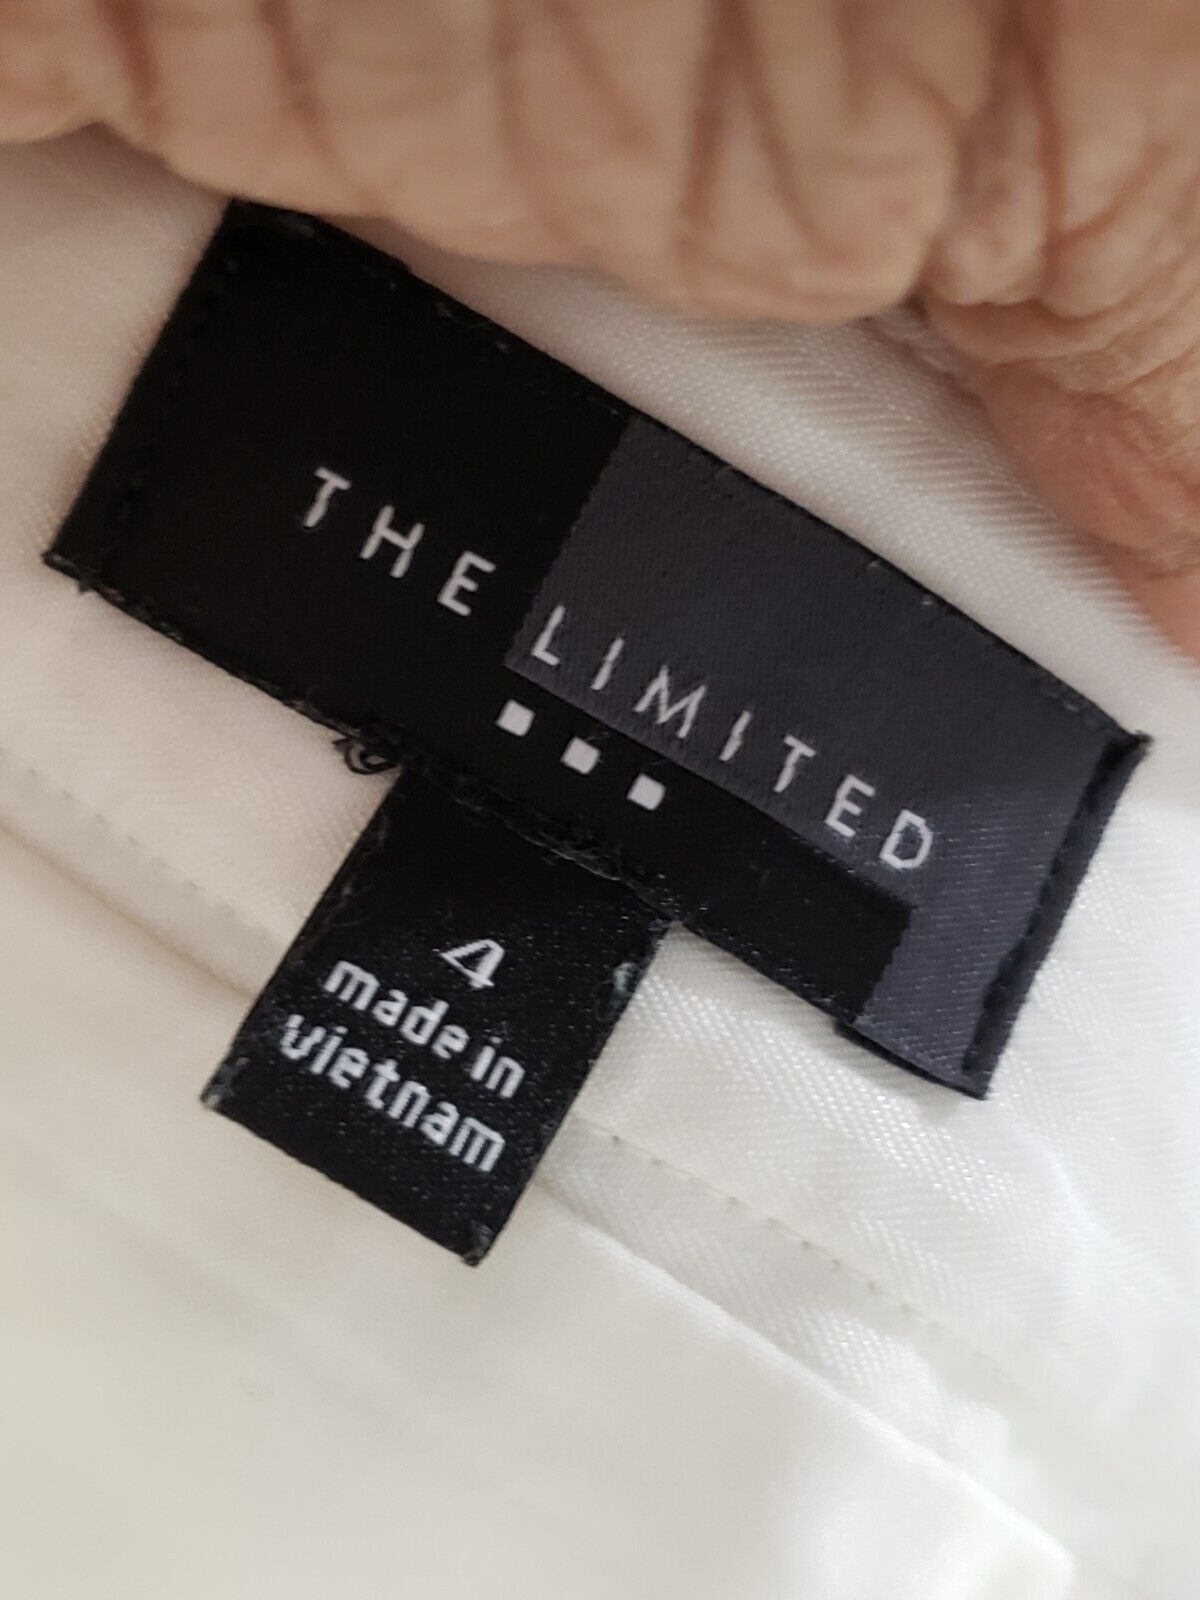 THE LIMITED
4
made in
vietnam